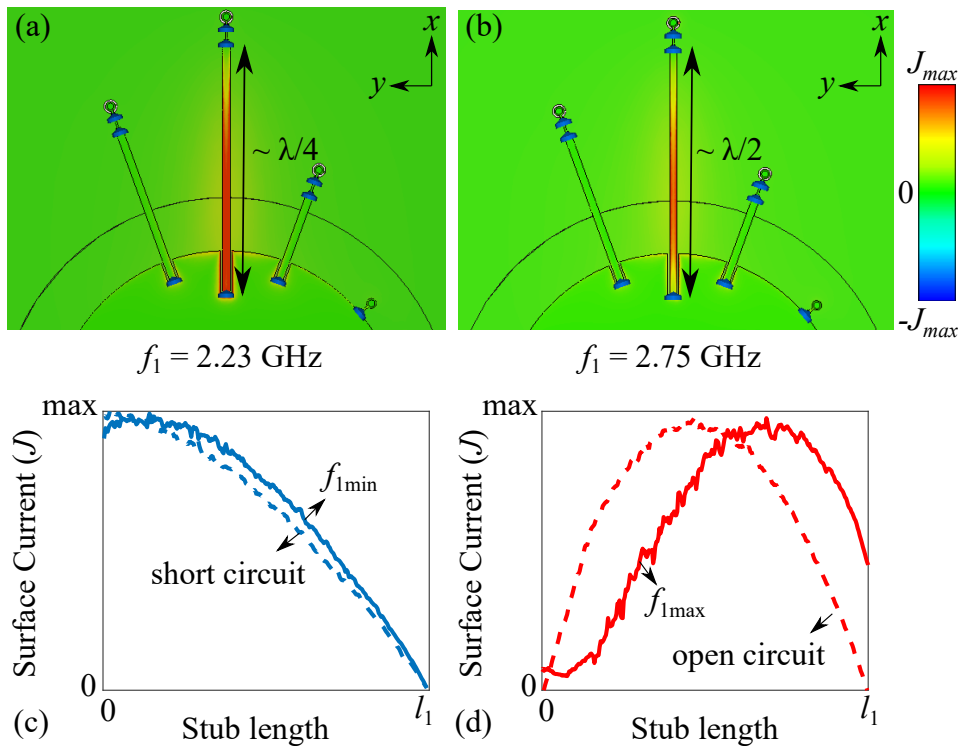 (a)
x
y
~ λ/4
f1 = 2.23 GHz
(b)
x
y
~ λ/2
f1 = 2.75 GHz
Jmax
0
-Jmax
max
Surface Current (J)
f1min
short circuit
0
0
l1
(c)
Stub length
max
Surface Current (J)
f1max
open circuit
0
0
l1
(d)
Stub length